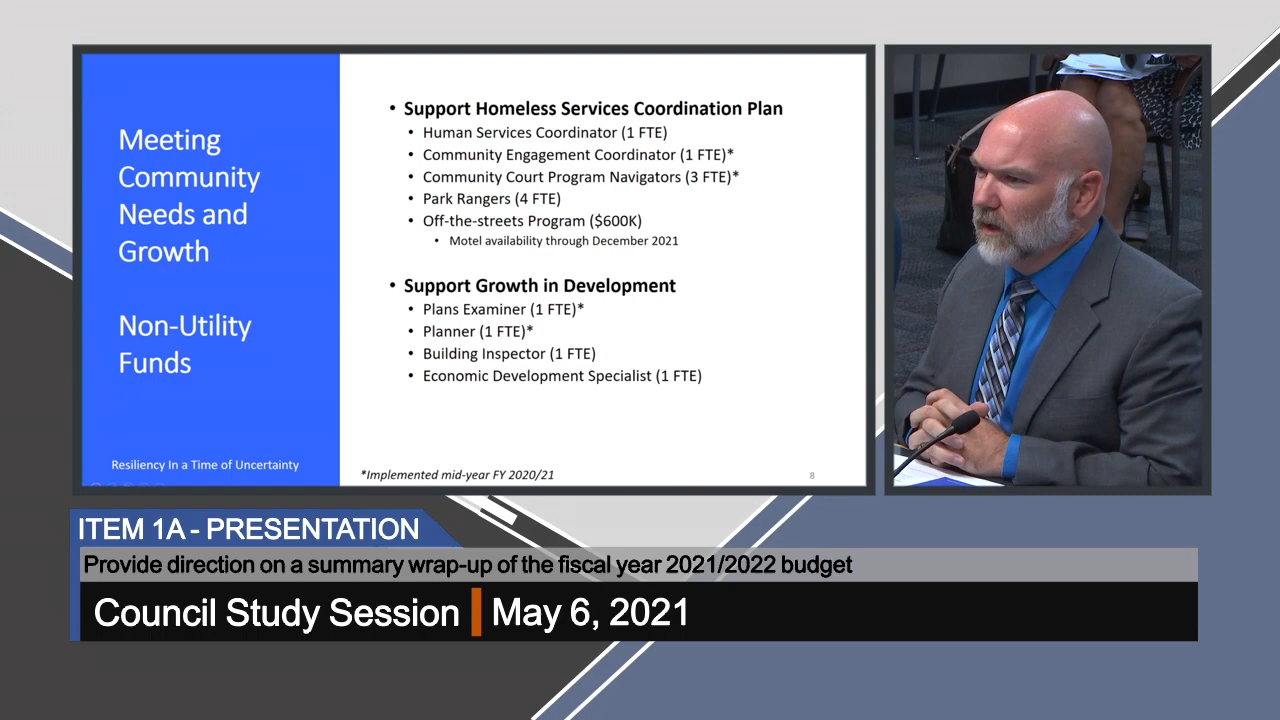 Meeting
Community
Needs and
Growth
Non-Utility
Funds
Resiliency In a Time of Uncertainty
• Support Homeless Services Coordination Plan
• Human Services Coordinator (1 FTE)
• Community Engagement Coordinator (1 FTE)*
• Community Court Program Navigators (3 FTE)*
• Park Rangers (4 FTE)
• Off-the-streets Program ($600K)
• Motel availability through December 2021
• Support Growth in Development
• Plans Examiner (1 FTE)*
• Planner (1 FTE)*
• Building Inspector (1 FTE)
• Economic Development Specialist (1 FTE)
*Implemented mid-year FY 2020/21
8
ITEM 1A - PRESENTATION
Provide direction on a summary wrap-up of the fiscal year 2021/2022 budget
Council Study Session | May 6, 2021